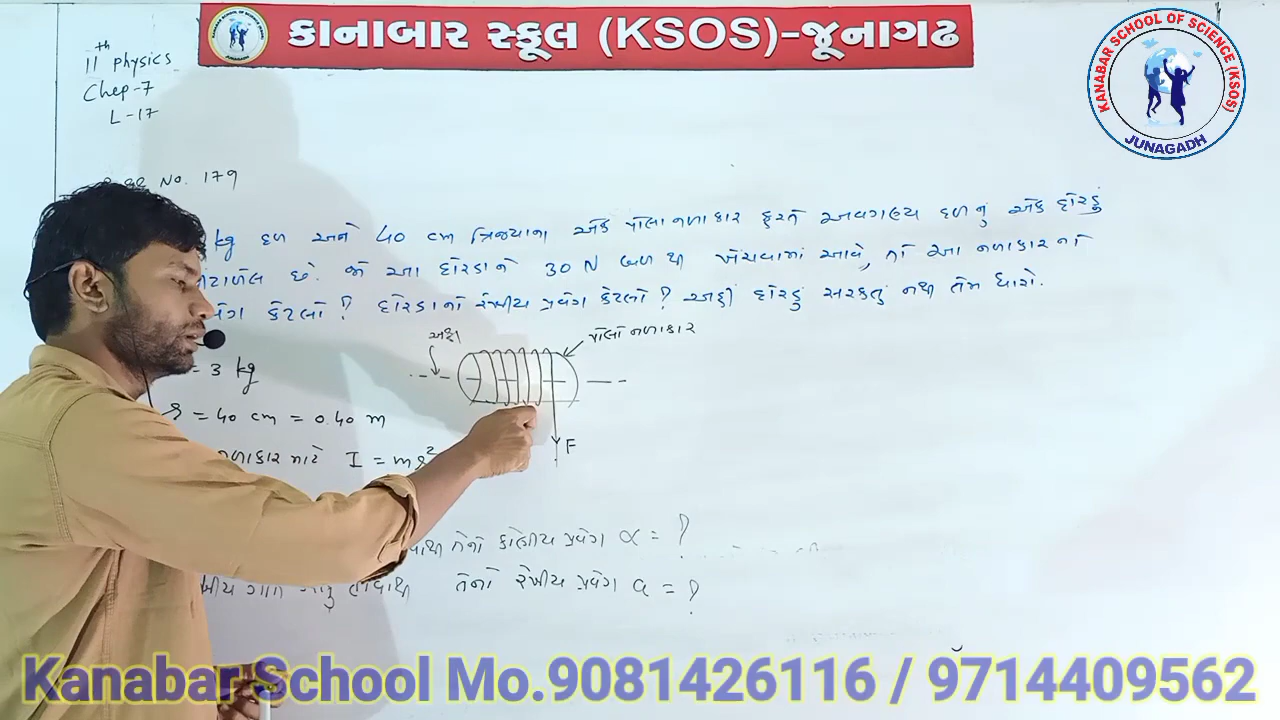 કાનાબાર સ્કૂલ (KSOS)-જૂનાગઢ
KANABAR SCHOOL OF SCIENCE (KSOS)
JUNAGADH
11th physics
Chep-7
L-17
No. 179
kg દળ અને 40 cm ત્રિજ્યાના એક પોલા નળાકાર ફરતે અવગણ્ય દળનું એક દોરડું
છે. જો આ દોરડાને 30 N બળ થી ખેંચવામાં આવે, તો આ નળાકારનો
કેટલો? દોરડાનો રેખીય પ્રવેગ કેટલો? અહીં દોરડું સરકતું નથી તેમ ધારો.
અક્ષ
પોલો નળાકાર
= 3 kg
r = 40 cm = 0.40 m
F
નળાકાર માટે I = mr²
તેનો કોણીય પ્રવેગ α = ?
તેનો રેખીય પ્રવેગ a = ?
Kanabar School Mo.9081426116 / 9714409562